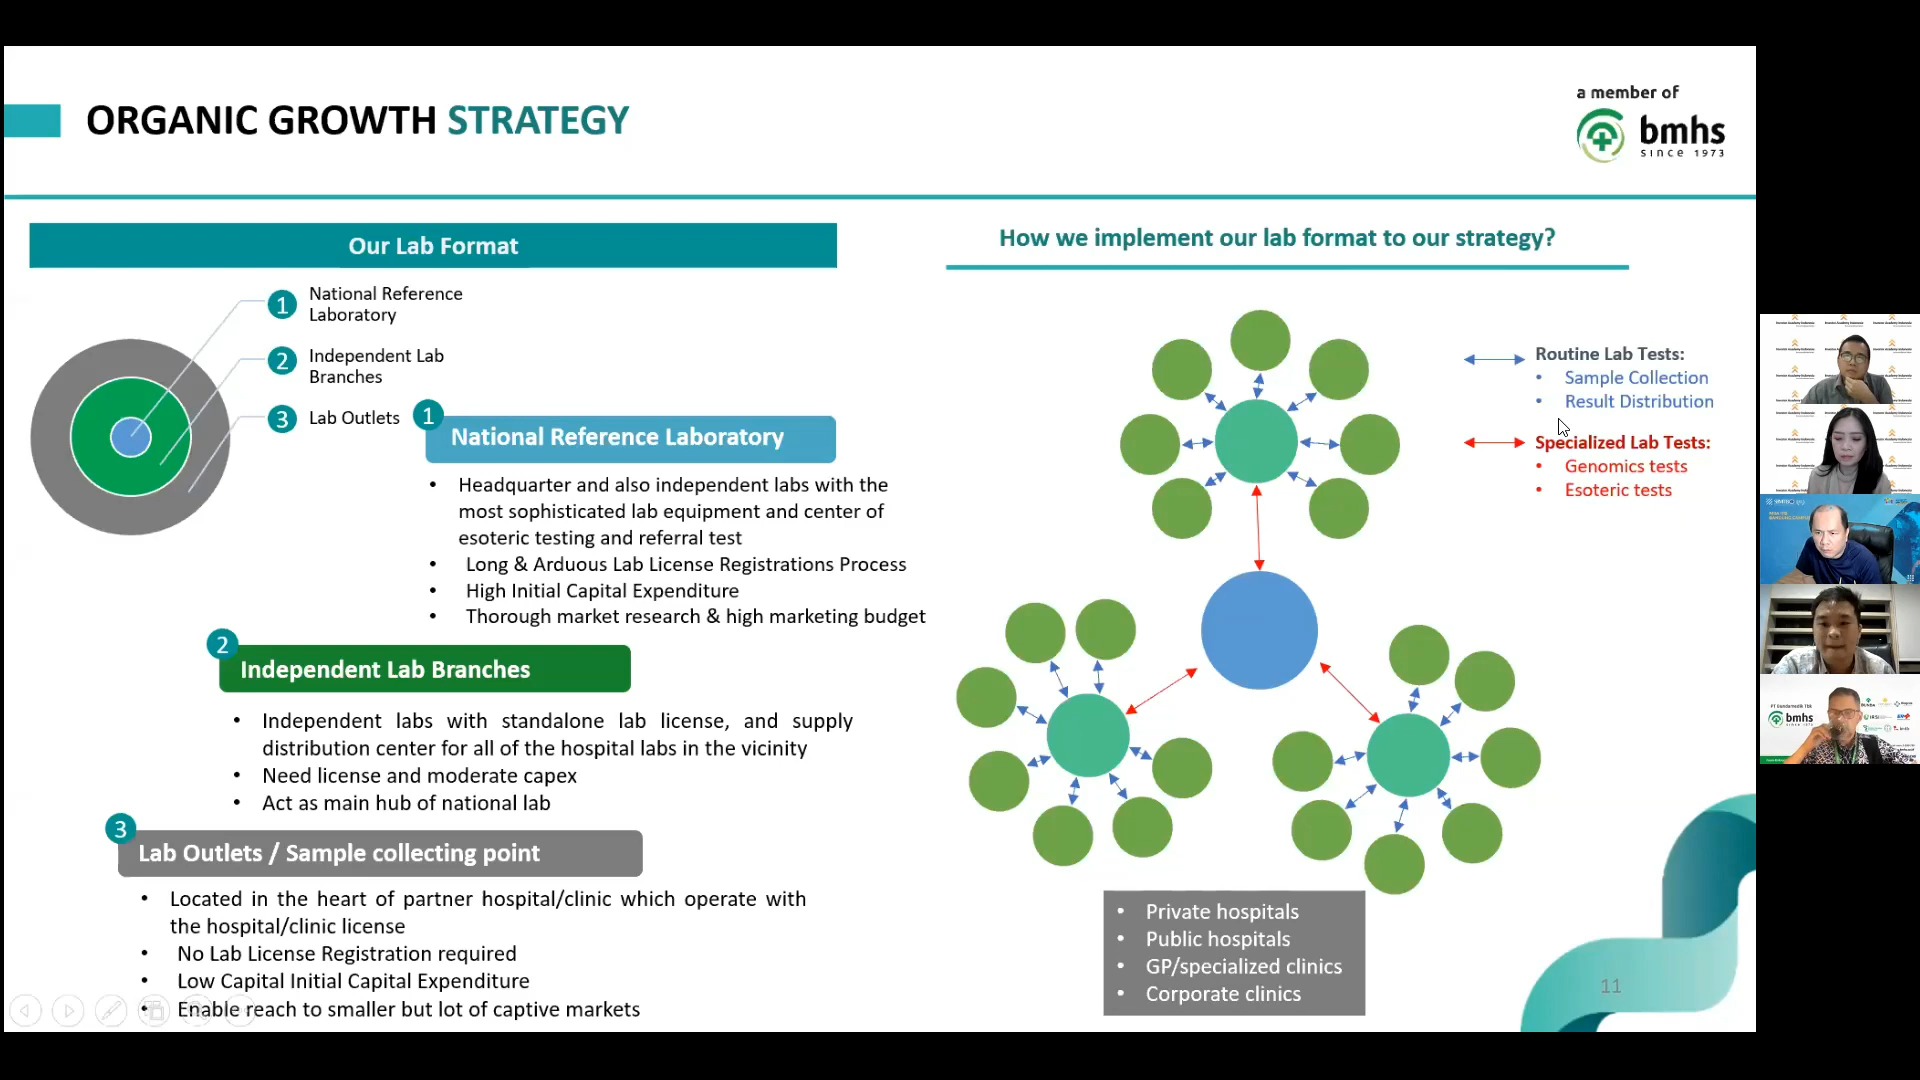 ORGANIC GROWTH STRATEGY
a member of
bmhs
since 1973
Our Lab Format
1
National Reference
Laboratory
2
Independent Lab
Branches
3
Lab Outlets
1
National Reference Laboratory
• Headquarter and also independent labs with the
most sophisticated lab equipment and center of
esoteric testing and referral test
• Long & Arduous Lab License Registrations Process
• High Initial Capital Expenditure
• Thorough market research & high marketing budget
2
Independent Lab Branches
• Independent labs with standalone lab license, and supply
distribution center for all of the hospital labs in the vicinity
• Need license and moderate capex
• Act as main hub of national lab
3
Lab Outlets / Sample collecting point
• Located in the heart of partner hospital/clinic which operate with
the hospital/clinic license
• No Lab License Registration required
• Low Capital Initial Capital Expenditure
• Enable reach to smaller but lot of captive markets
How we implement our lab format to our strategy?
Routine Lab Tests:
• Sample Collection
• Result Distribution
Specialized Lab Tests:
• Genomics tests
• Esoteric tests
• Private hospitals
• Public hospitals
• GP/specialized clinics
• Corporate clinics
11
bmhs